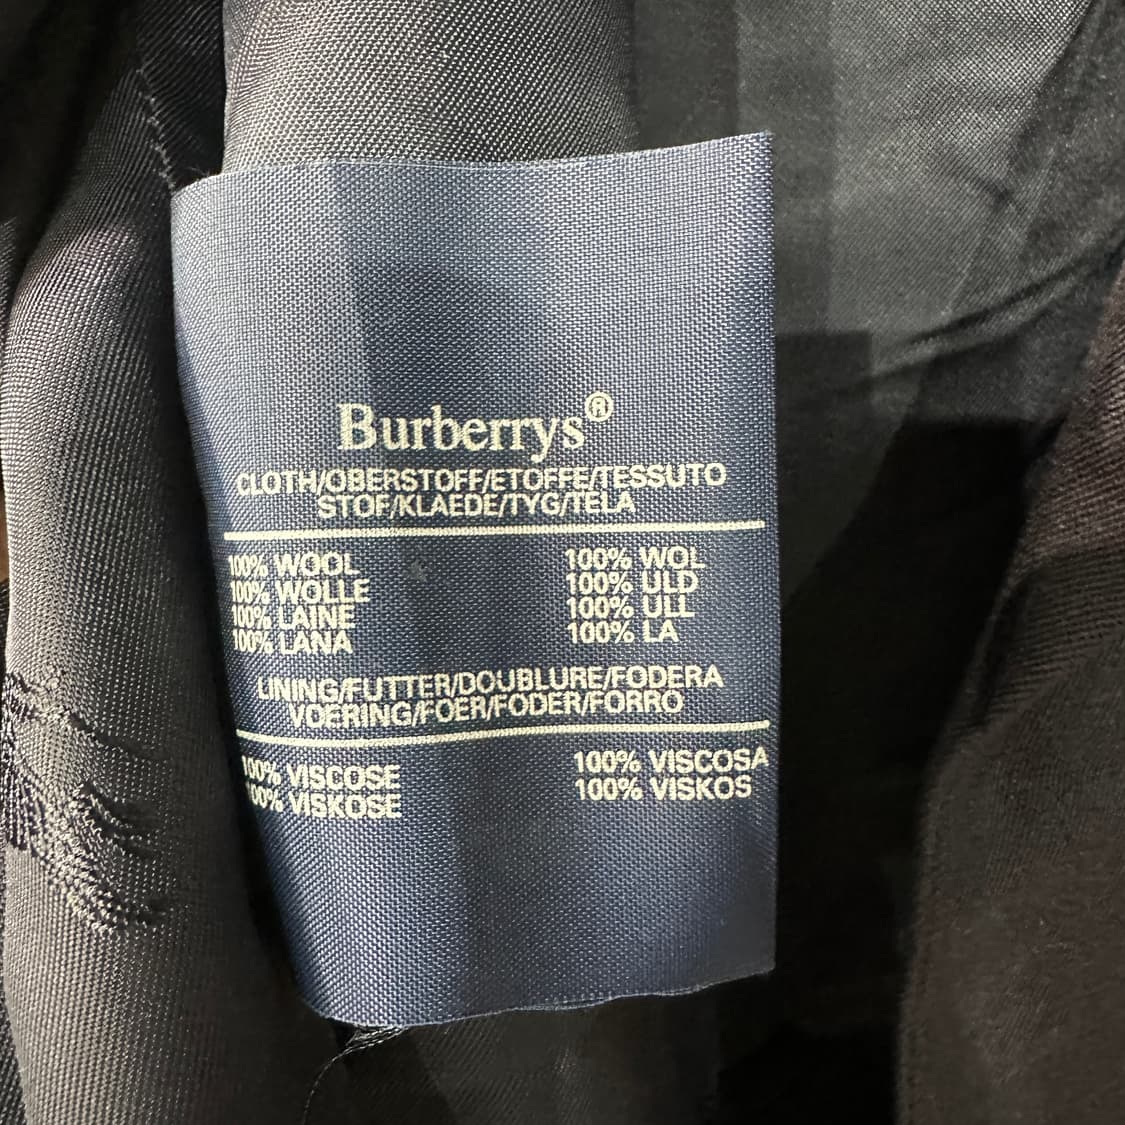 Burberrys®
CLOTH/OBERSTOFF/ETOFFE/TESSUTO
STOF/KLAEDE/TYG/TELA
100% WOOL
100% WOLLE
100% LAINE
100% LANA
100% WOL
100% ULD
100% ULL
100% LA
LINING/FUTTER/DOUBLURE/FODERA
VOERING/FOER/FODER/FORRO
100% VISCOSE
100% VISKOSE
100% VISCOSA
100% VISKOS